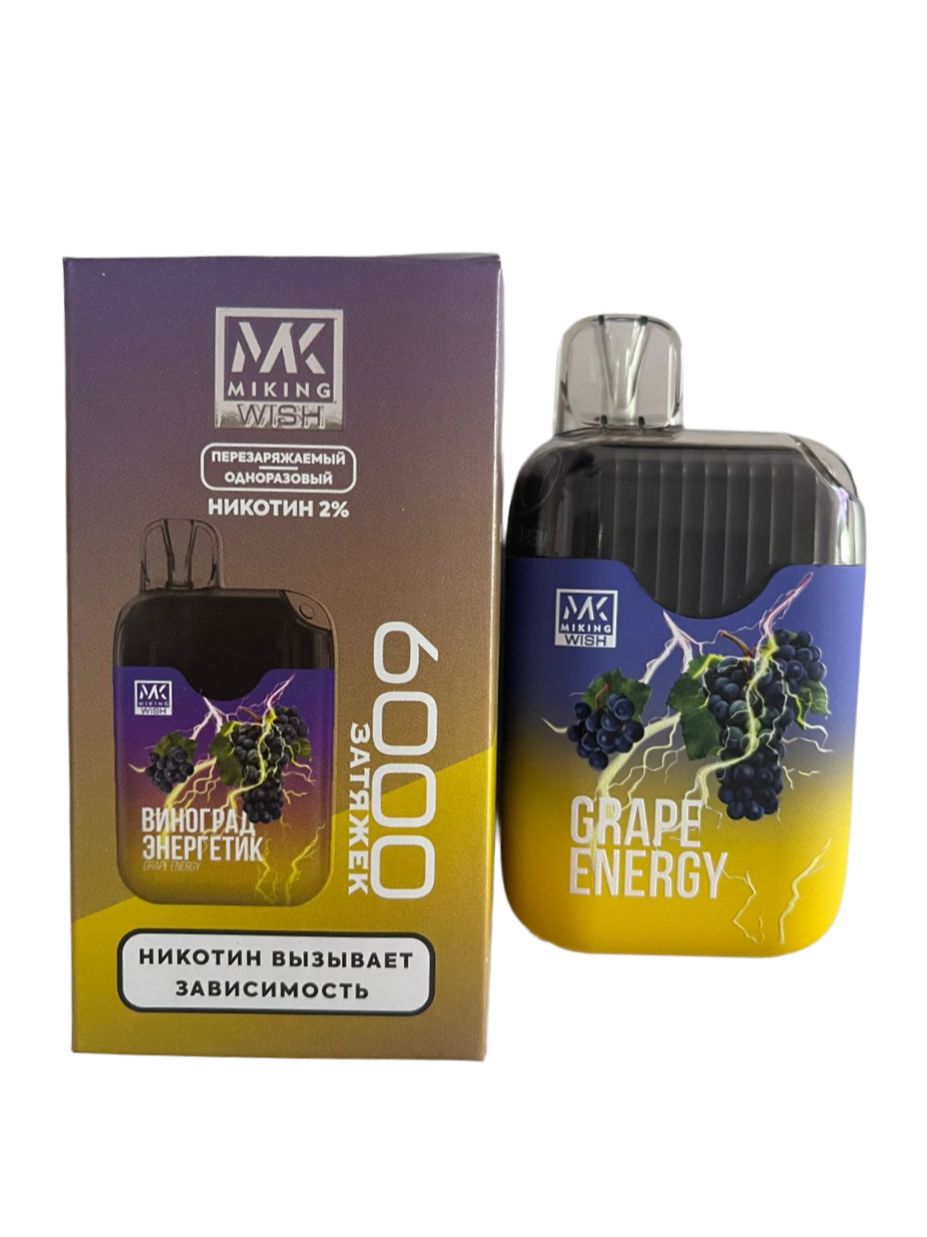 MK
MIKING
WISH
ПЕРЕЗАРЯЖАЕМЫЙ
ОДНОРАЗОВЫЙ
НИКОТИН 2%
6000
ЗАТЯЖЕК
MK
MIKING
WISH
ВИНОГРАД
ЭНЕРГЕТИК
GRAPE ENERGY
НИКОТИН ВЫЗЫВАЕТ
ЗАВИСИМОСТЬ
MK
MIKING
WISH
GRAPE
ENERGY